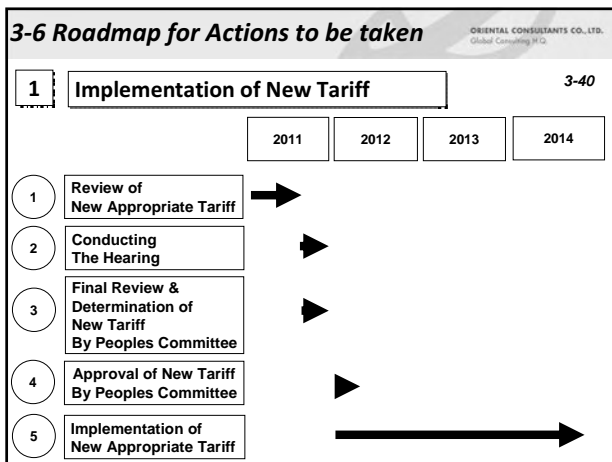 3-6 Roadmap for Actions to be taken
ORIENTAL CONSULTANTS CO., LTD.
Global Consulting H.Q.
1
Implementation of New Tariff
3-40
2011 2012 2013 2014
1
Review of
New Appropriate Tariff
2
Conducting
The Hearing
3
Final Review &
Determination of
New Tariff
By Peoples Committee
4
Approval of New Tariff
By Peoples Committee
5
Implementation of
New Appropriate Tariff